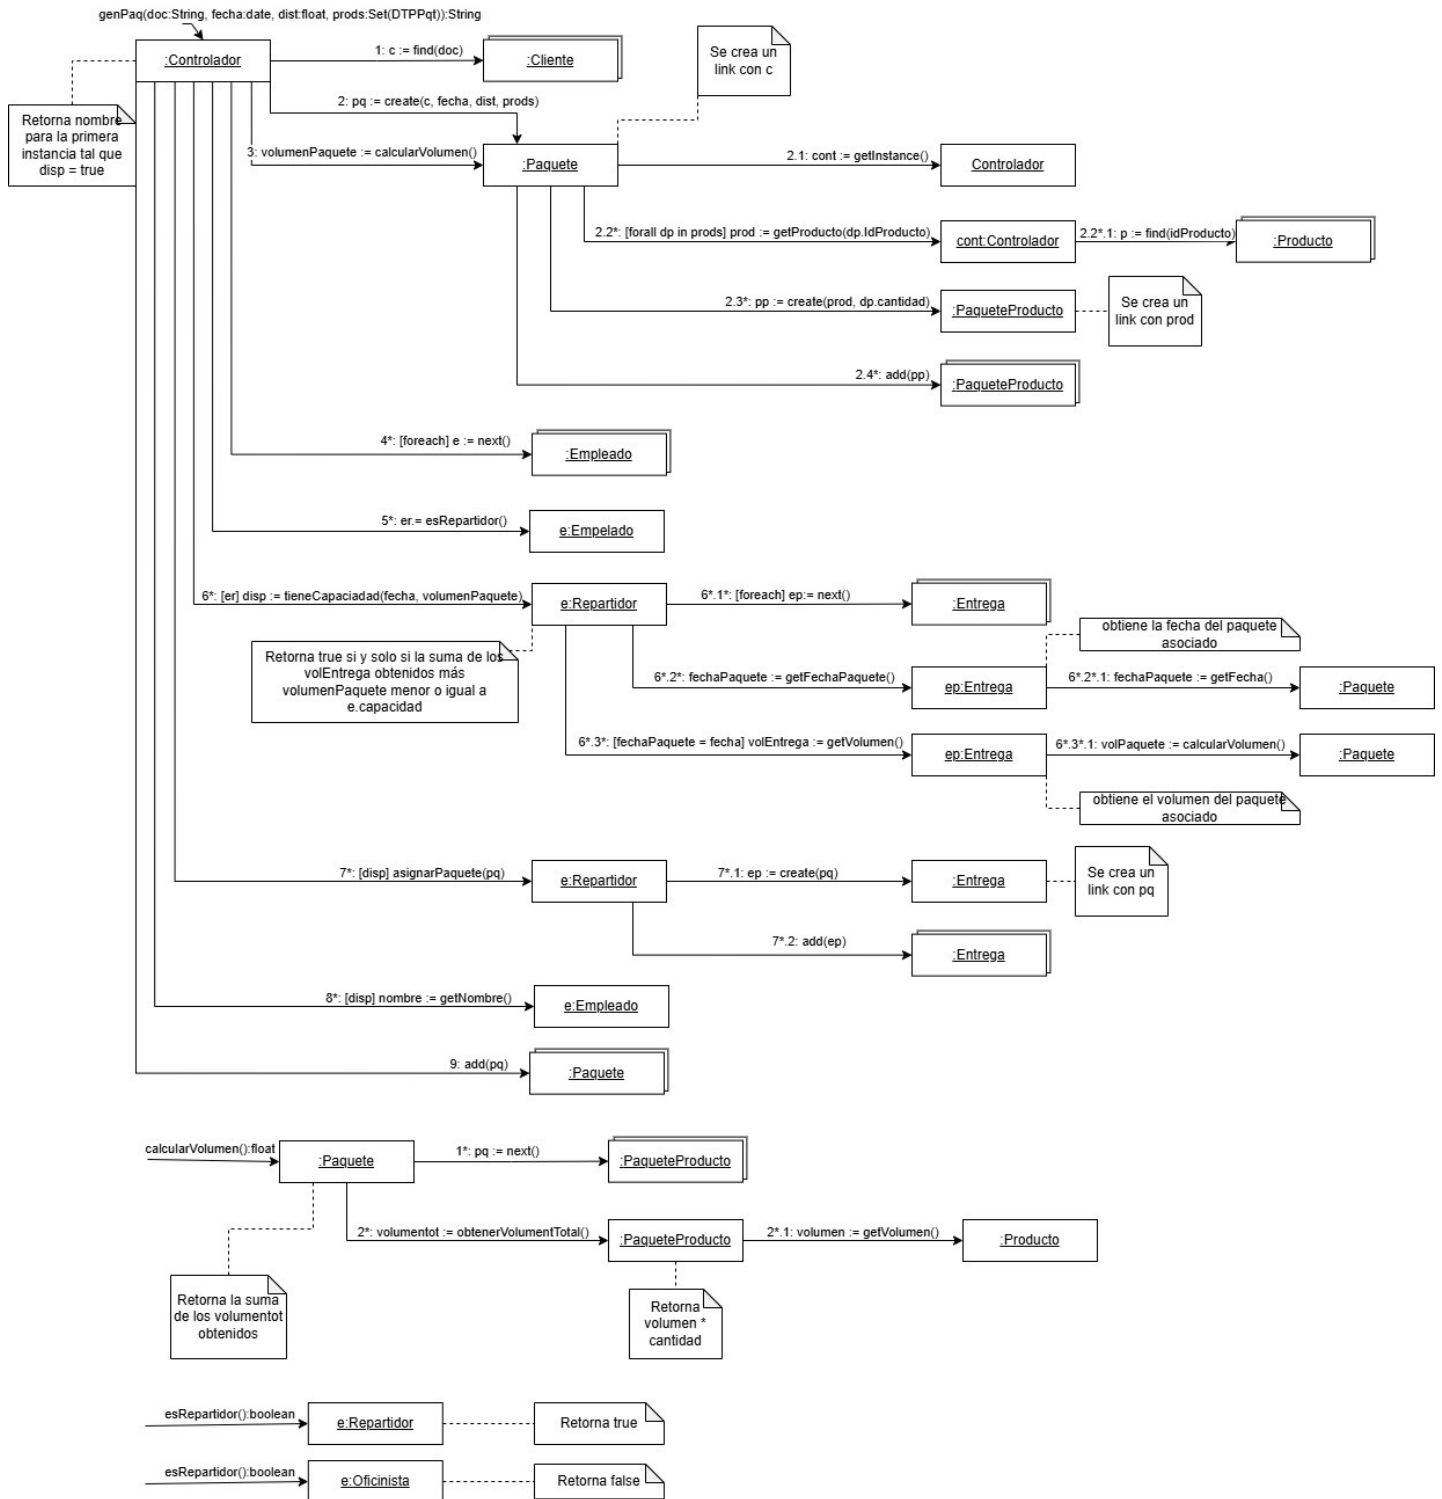 genPaq(doc:String, fecha:date, dist:float, prods:Set(DTPPqt)):String
:Controlador
1: c := find(doc)
:Cliente
Se crea un
link con c
Retorna nombre
para la primera
instancia tal que
disp = true
2: pq := create(c, fecha, dist, prods)
3: volumenPaquete := calcularVolumen()
:Paquete
2.1: cont := getInstance()
Controlador
2.2*: [forall dp in prods] prod := getProducto(dp.IdProducto)
cont:Controlador
2.2*.1: p := find(idProducto)
:Producto
2.3*: pp := create(prod, dp.cantidad)
:PaqueteProducto
Se crea un
link con prod
2.4*: add(pp)
:PaqueteProducto
4*: [foreach] e := next()
:Empleado
5*: er.= esRepartidor()
e:Empelado
6*: [er] disp := tieneCapaciadad(fecha, volumenPaquete)
e:Repartidor
6*.1*: [foreach] ep:= next()
:Entrega
Retorna true si y solo si la suma de los
volEntrega obtenidos más
volumenPaquete menor o igual a
e.capacidad
obtiene la fecha del paquete
asociado
6*.2*: fechaPaquete := getFechaPaquete()
ep:Entrega
6*.2*.1: fechaPaquete := getFecha()
:Paquete
6*.3*: [fechaPaquete = fecha] volEntrega := getVolumen()
ep:Entrega
6*.3*.1: volPaquete := calcularVolumen()
:Paquete
obtiene el volumen del paquete
asociado
7*: [disp] asignarPaquete(pq)
e:Repartidor
7*.1: ep := create(pq)
:Entrega
Se crea un
link con pq
7*.2: add(ep)
:Entrega
8*: [disp] nombre := getNombre()
e:Empleado
9: add(pq)
:Paquete
calcularVolumen():float
:Paquete
1*: pq := next()
:PaqueteProducto
2*: volumentot := obtenerVolumentTotal()
:PaqueteProducto
2*.1: volumen := getVolumen()
:Producto
Retorna la suma
de los volumentot
obtenidos
Retorna
volumen *
cantidad
esRepartidor():boolean
e:Repartidor
Retorna true
esRepartidor():boolean
e:Oficinista
Retorna false